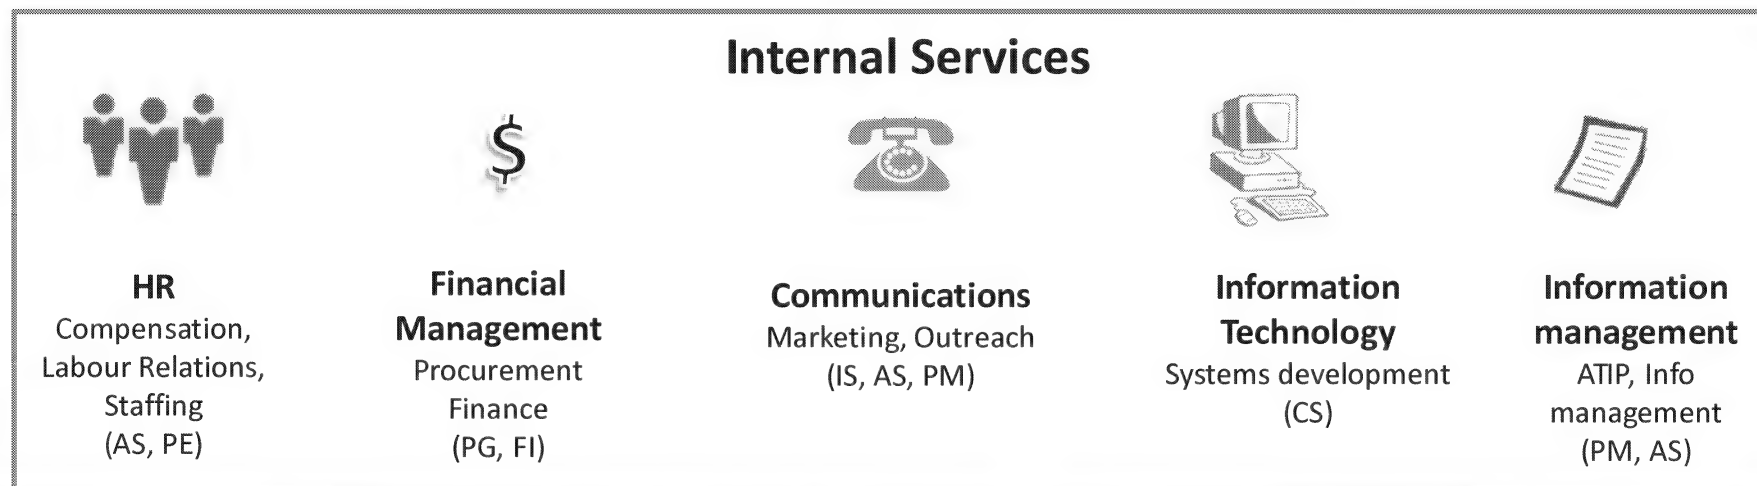 Internal Services
$
HR
Compensation,
Labour Relations,
Staffing
(AS, PE)
Financial
Management
Procurement
Finance
(PG, FI)
Communications
Marketing, Outreach
(IS, AS, PM)
Information
Technology
Systems development
(CS)
Information
management
ATIP, Info
management
(PM, AS)